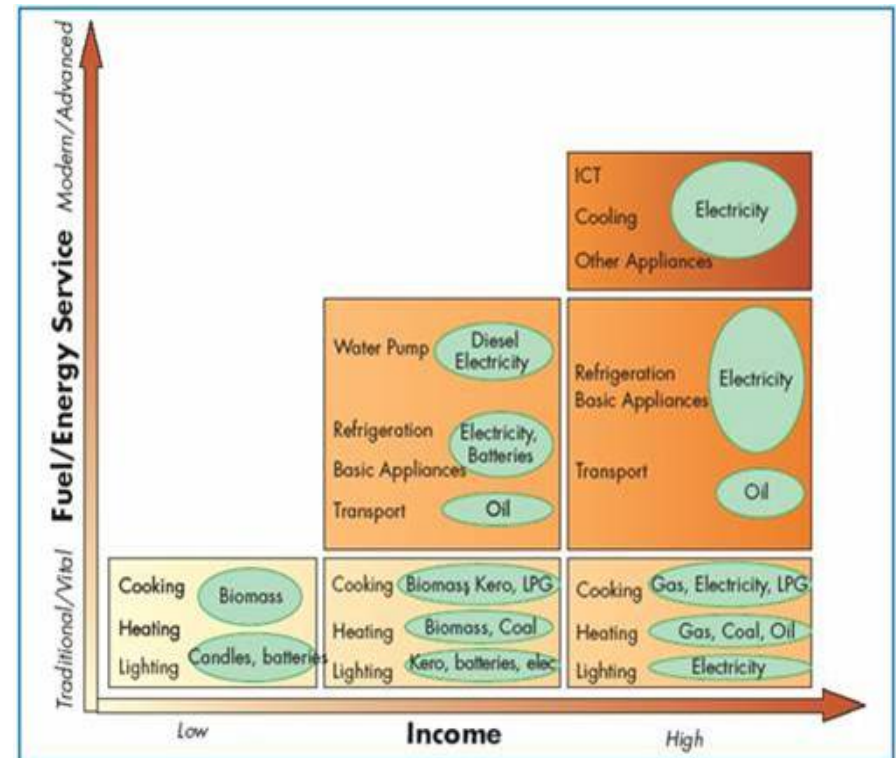 Fuel/Energy Service
Modern/Advanced
Traditional/Vital
ICT
Cooling
Other Appliances
Electricity
Water Pump
Diesel
Electricity
Refrigeration
Basic Appliances
Electricity,
Batteries
Transport
Oil
Refrigeration
Basic Appliances
Electricity
Transport
Oil
Cooking
Heating
Lighting
Biomass
Candles, batteries
Cooking
Biomass, Kero, LPG
Heating
Biomass, Coal
Lighting
Kero, batteries, elec
Cooking
Gas, Electricity, LPG
Heating
Gas, Coal, Oil
Lighting
Electricity
Low
Income
High